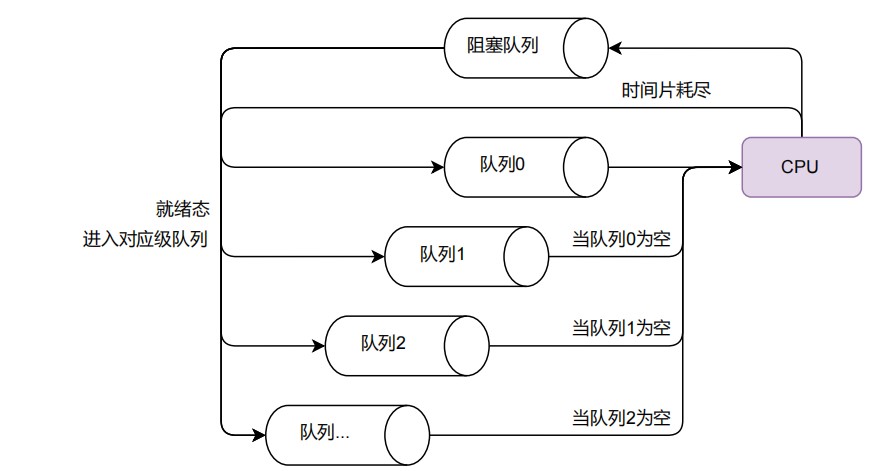 阻塞队列
时间片耗尽
队列0
CPU
就绪态
进入对应级队列
队列1
当队列0为空
队列2
当队列1为空
队列...
当队列2为空